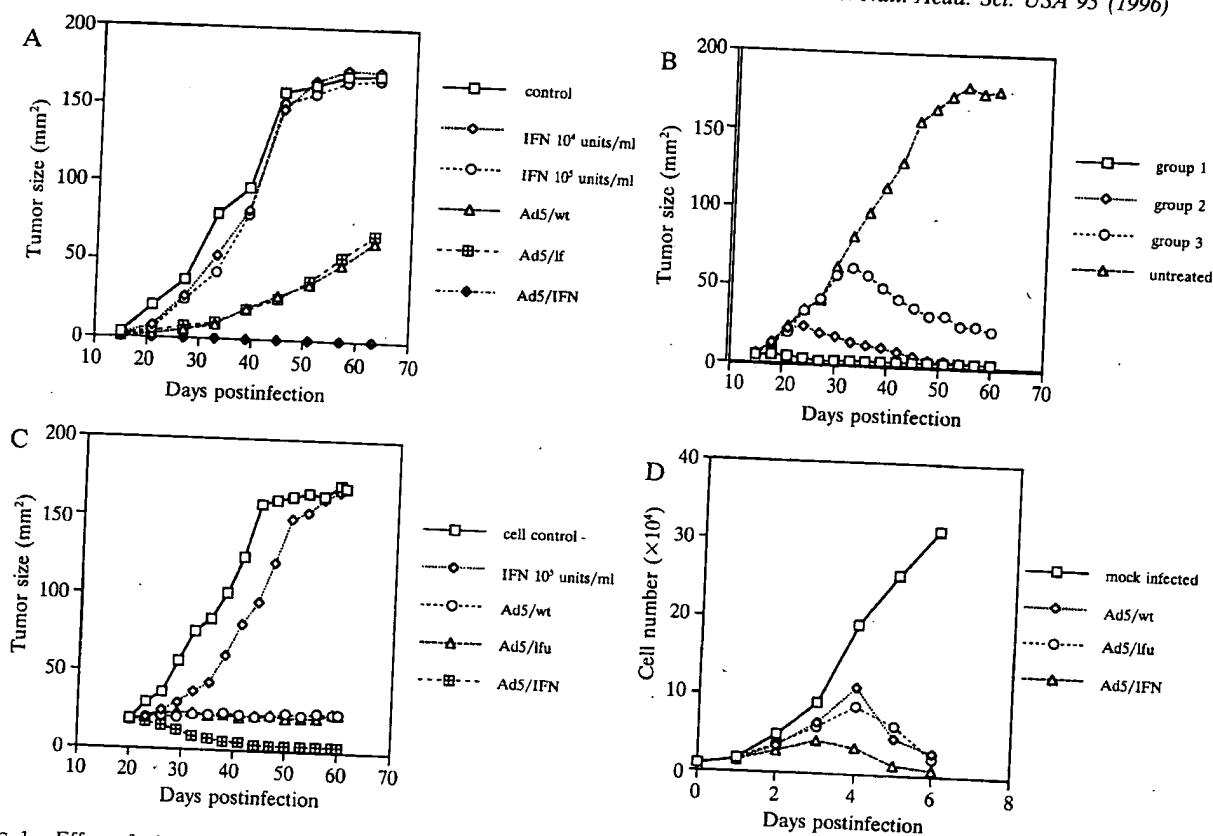 Acad. Sci. USA 93 (1996)
A
200
150
100
50
0
10 20 30 40 50 60 70
Tumor size (mm²)
Days postinfection
control
IFN 10⁴ units/ml
IFN 10⁵ units/ml
Ad5/wt
Ad5/lf
Ad5/IFN
B
200
150
100
50
0
10 20 30 40 50 60 70
Tumor size (mm²)
Days postinfection
group 1
group 2
group 3
untreated
C
200
150
100
50
0
10 20 30 40 50 60 70
Tumor size (mm²)
Days postinfection
cell control -
IFN 10⁵ units/ml
Ad5/wt
Ad5/lfu
Ad5/IFN
D
40
30
20
10
0
0 2 4 6 8
Cell number (×10⁴)
Days postinfection
mock infected
Ad5/wt
Ad5/lfu
Ad5/IFN